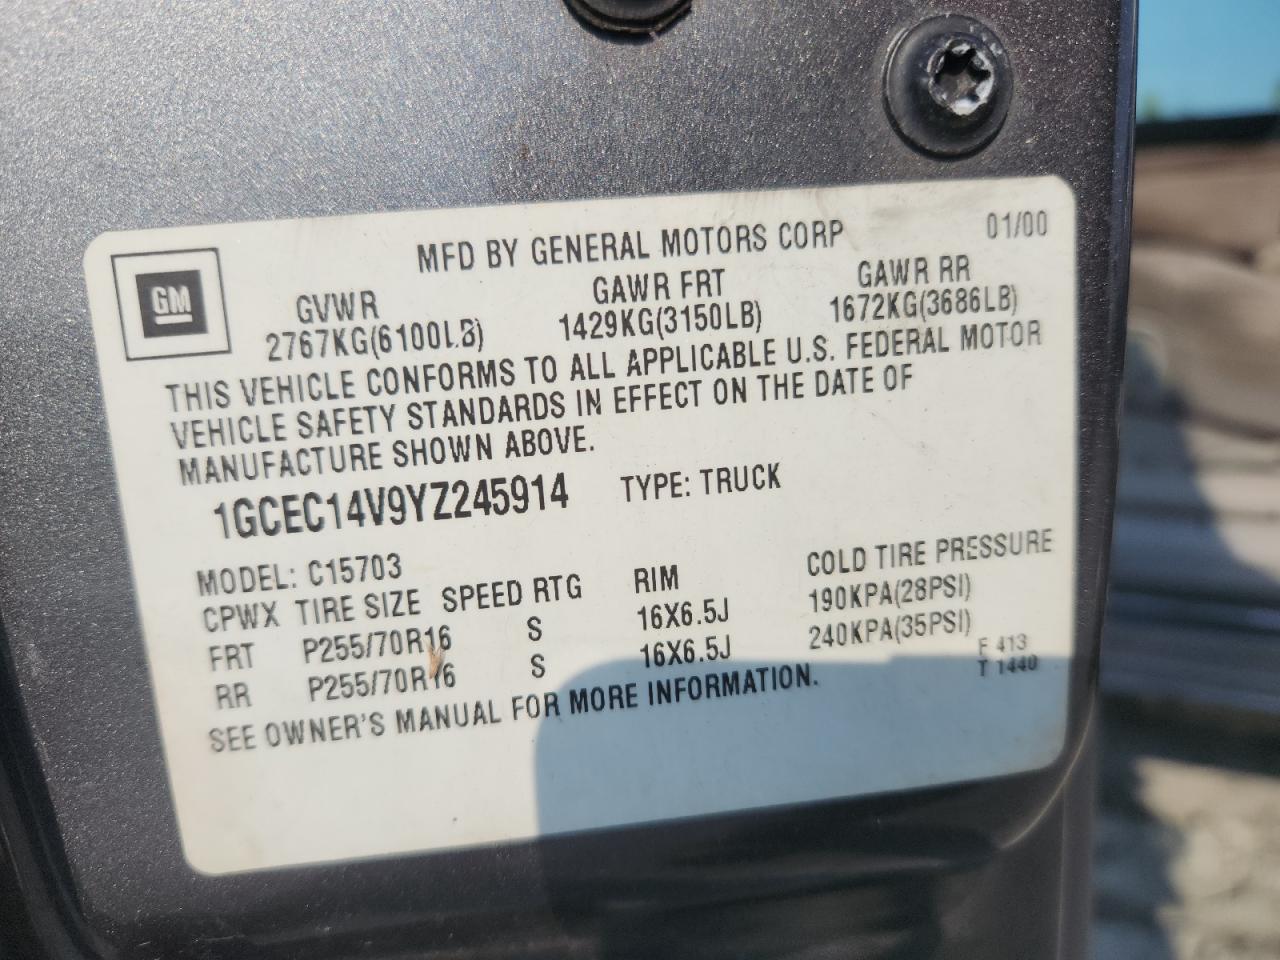 01/00
MFD BY GENERAL MOTORS CORP
GM
GVWR GAWR FRT GAWR RR
2767KG(6100LB) 1429KG(3150LB) 1672KG(3686LB)
THIS VEHICLE CONFORMS TO ALL APPLICABLE U.S. FEDERAL MOTOR
VEHICLE SAFETY STANDARDS IN EFFECT ON THE DATE OF
MANUFACTURE SHOWN ABOVE.
1GCEC14V9YZ245914 TYPE: TRUCK
MODEL: C15703
CPWX TIRE SIZE SPEED RTG RIM COLD TIRE PRESSURE
FRT P255/70R16 S 16X6.5J 190KPA(28PSI)
RR P255/70R16 S 16X6.5J 240KPA(35PSI)
SEE OWNER'S MANUAL FOR MORE INFORMATION.
F 413
T 1440